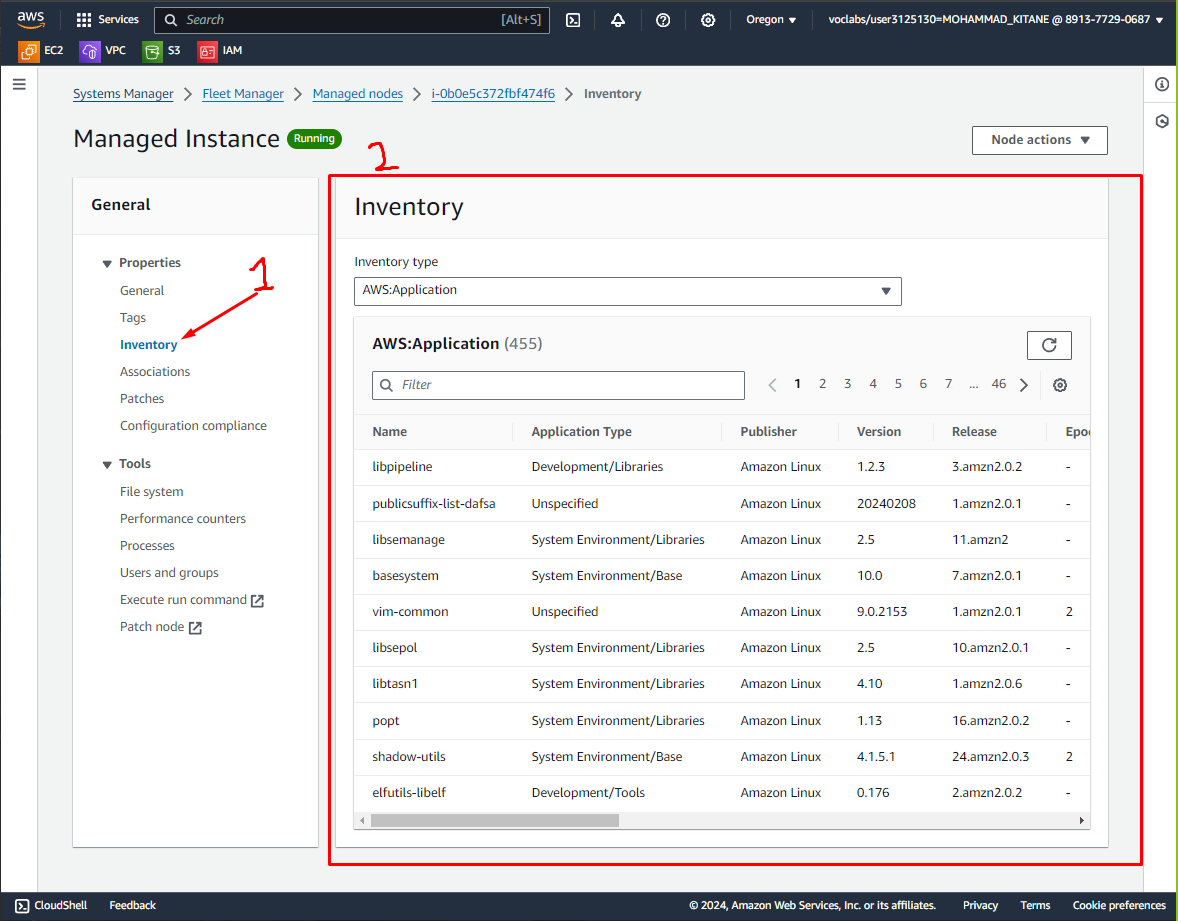 aws Services Search [Alt+S] Oregon voclabs/user3125130=MOHAMMAD_KITANE @ 8913-7729-0687
EC2 VPC S3 IAM
Systems Manager Fleet Manager Managed nodes i-0b0e5c372fbf474f6 Inventory
Managed Instance Running
Node actions
2
General
Properties
General
Tags
Inventory
Associations
Patches
Configuration compliance
1
Tools
File system
Performance counters
Processes
Users and groups
Execute run command
Patch node
Inventory
Inventory type
AWS:Application
AWS:Application (455)
Filter
1 2 3 4 5 6 7 ... 46
Name Application Type Publisher Version Release
libpipeline Development/Libraries Amazon Linux 1.2.3 3.amzn2.0.2 -
publicsuffix-list-dafsa Unspecified Amazon Linux 20240208 1.amzn2.0.1 -
libsemanage System Environment/Libraries Amazon Linux 2.5 11.amzn2 -
basesystem System Environment/Base Amazon Linux 10.0 7.amzn2.0.1 -
vim-common Unspecified Amazon Linux 9.0.2153 1.amzn2.0.1 2
libsepol System Environment/Libraries Amazon Linux 2.5 10.amzn2.0.1 -
libtasn1 System Environment/Libraries Amazon Linux 4.10 1.amzn2.0.6 -
popt System Environment/Libraries Amazon Linux 1.13 16.amzn2.0.2 -
shadow-utils System Environment/Base Amazon Linux 4.1.5.1 24.amzn2.0.3 2
elfutils-libelf Development/Tools Amazon Linux 0.176 2.amzn2.0.2 -
CloudShell Feedback © 2024, Amazon Web Services, Inc. or its affiliates. Privacy Terms Cookie preferences